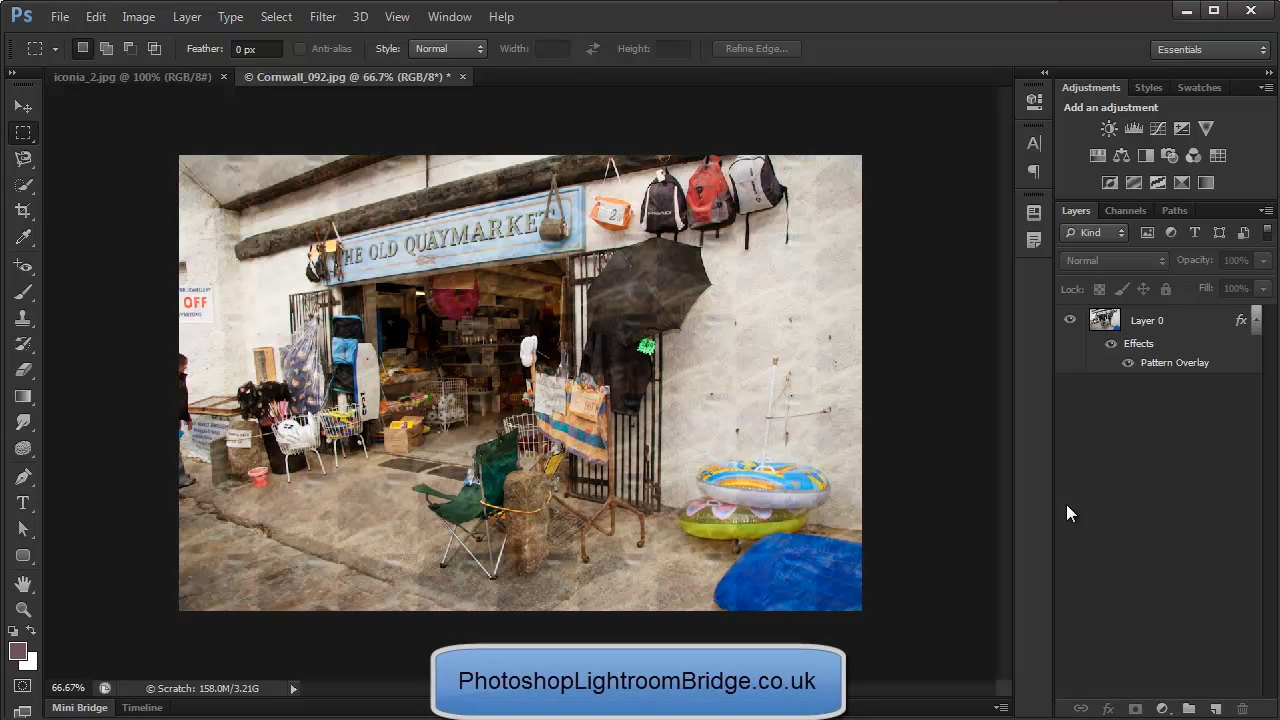 Ps File Edit Image Layer Type Select Filter 3D View Window Help
Feather: 0 px Anti-alias Style: Normal Width: Height: Refine Edge... Essentials
iconia_2.jpg @ 100% (RGB/8#) × © Cornwall_092.jpg @ 66.7% (RGB/8*) * ×
Adjustments Styles Swatches
Add an adjustment
Layers Channels Paths
Kind
Normal Opacity: 100%
Lock: Fill: 100%
Layer 0 fx
Effects
Pattern Overlay
THE OLD QUAYMARKET
HEAD
2
OFF
66.67% © Scratch: 158.0M/3.21G
Mini Bridge Timeline
PhotoshopLightroomBridge.co.uk